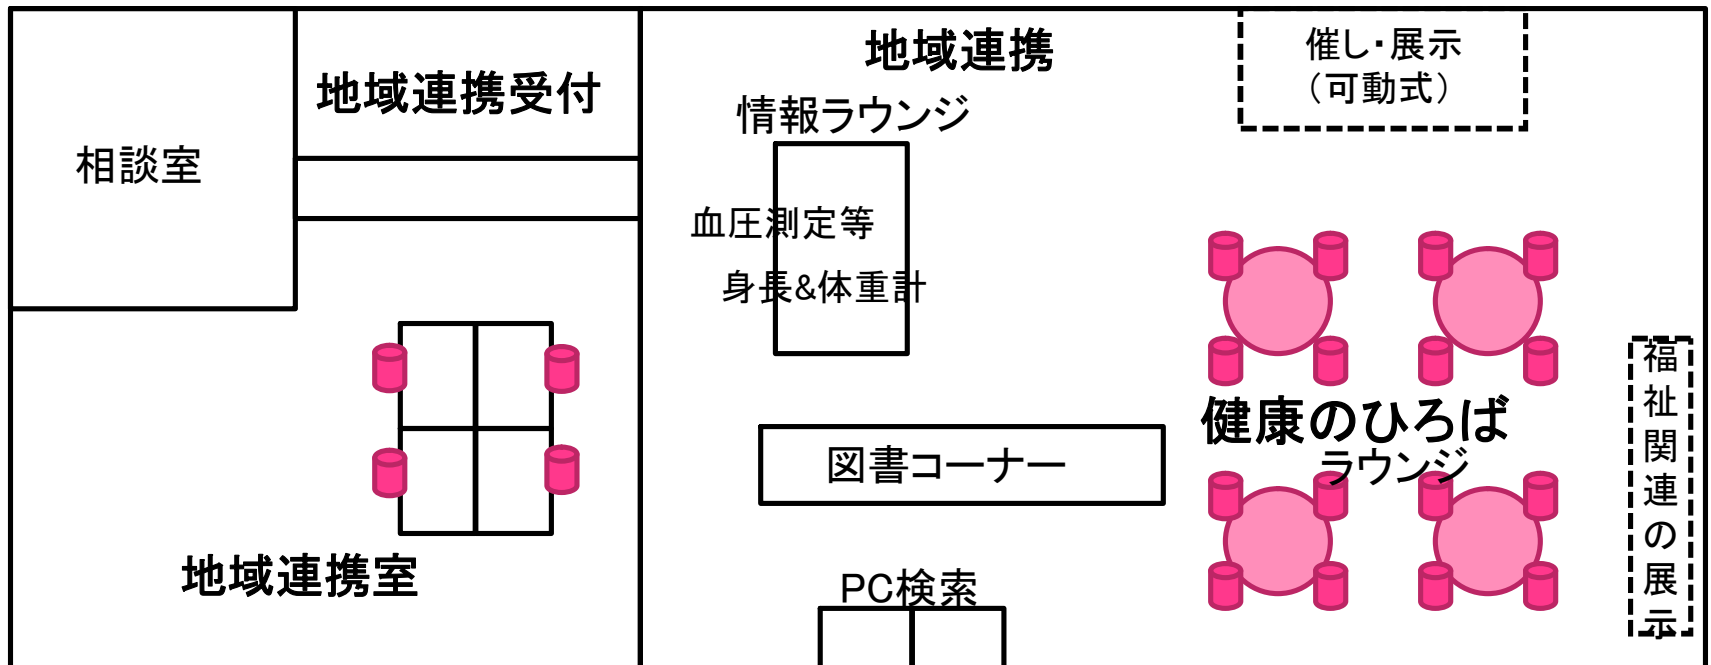 地域連携
催し・展示
（可動式）
地域連携受付
情報ラウンジ
相談室
血圧測定等
身長&体重計
健康のひろば
ラウンジ
図書コーナー
福祉関連の展示
地域連携室
PC検索